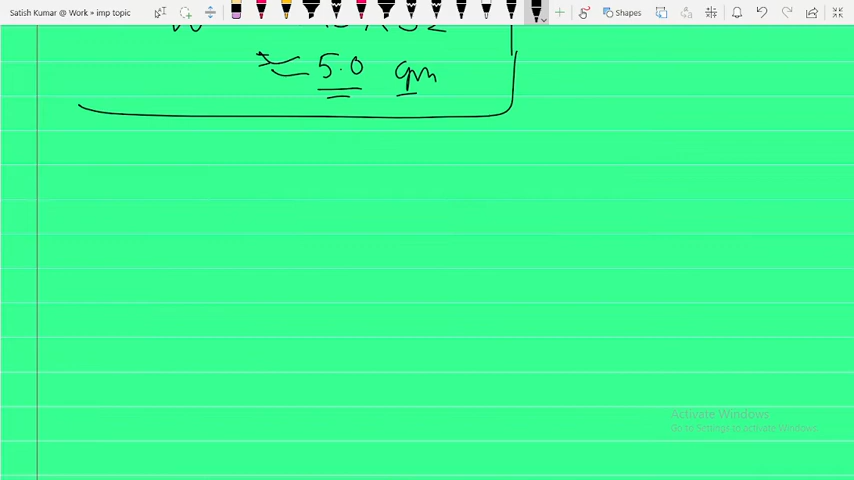 Satish Kumar @ Work » imp topic
Shapes
≈ 5.0 gm
Activate Windows
Go to Settings to activate Windows.